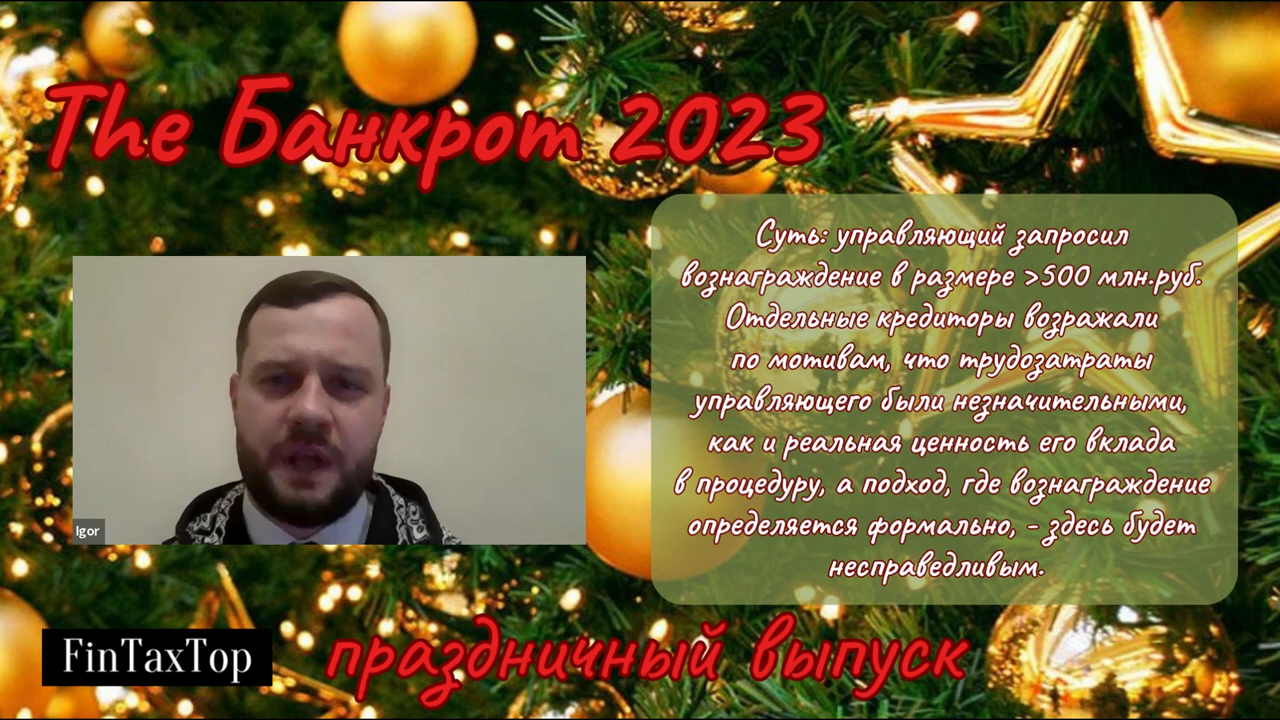 The Банкрот 2023
Суть: управляющий запросил
вознаграждение в размере >500 млн.руб.
Отдельные кредиторы возражали
по мотивам, что трудозатраты
управляющего были незначительными,
как и реальная ценность его вклада
в процедуру, а подход, где вознаграждение
определяется формально, - здесь будет
несправедливым.
Igor
FinTaxTop
праздничный выпуск